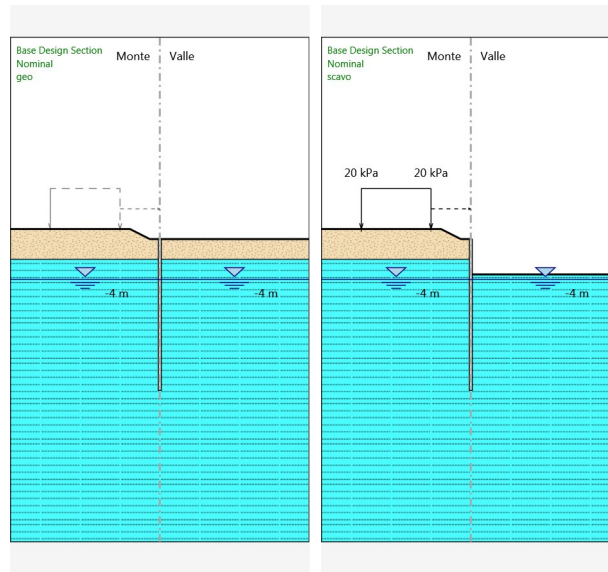 Base Design Section
Nominal
geo
Monte
Valle
-4 m
-4 m
Base Design Section
Nominal
scavo
Monte
Valle
20 kPa
20 kPa
-4 m
-4 m